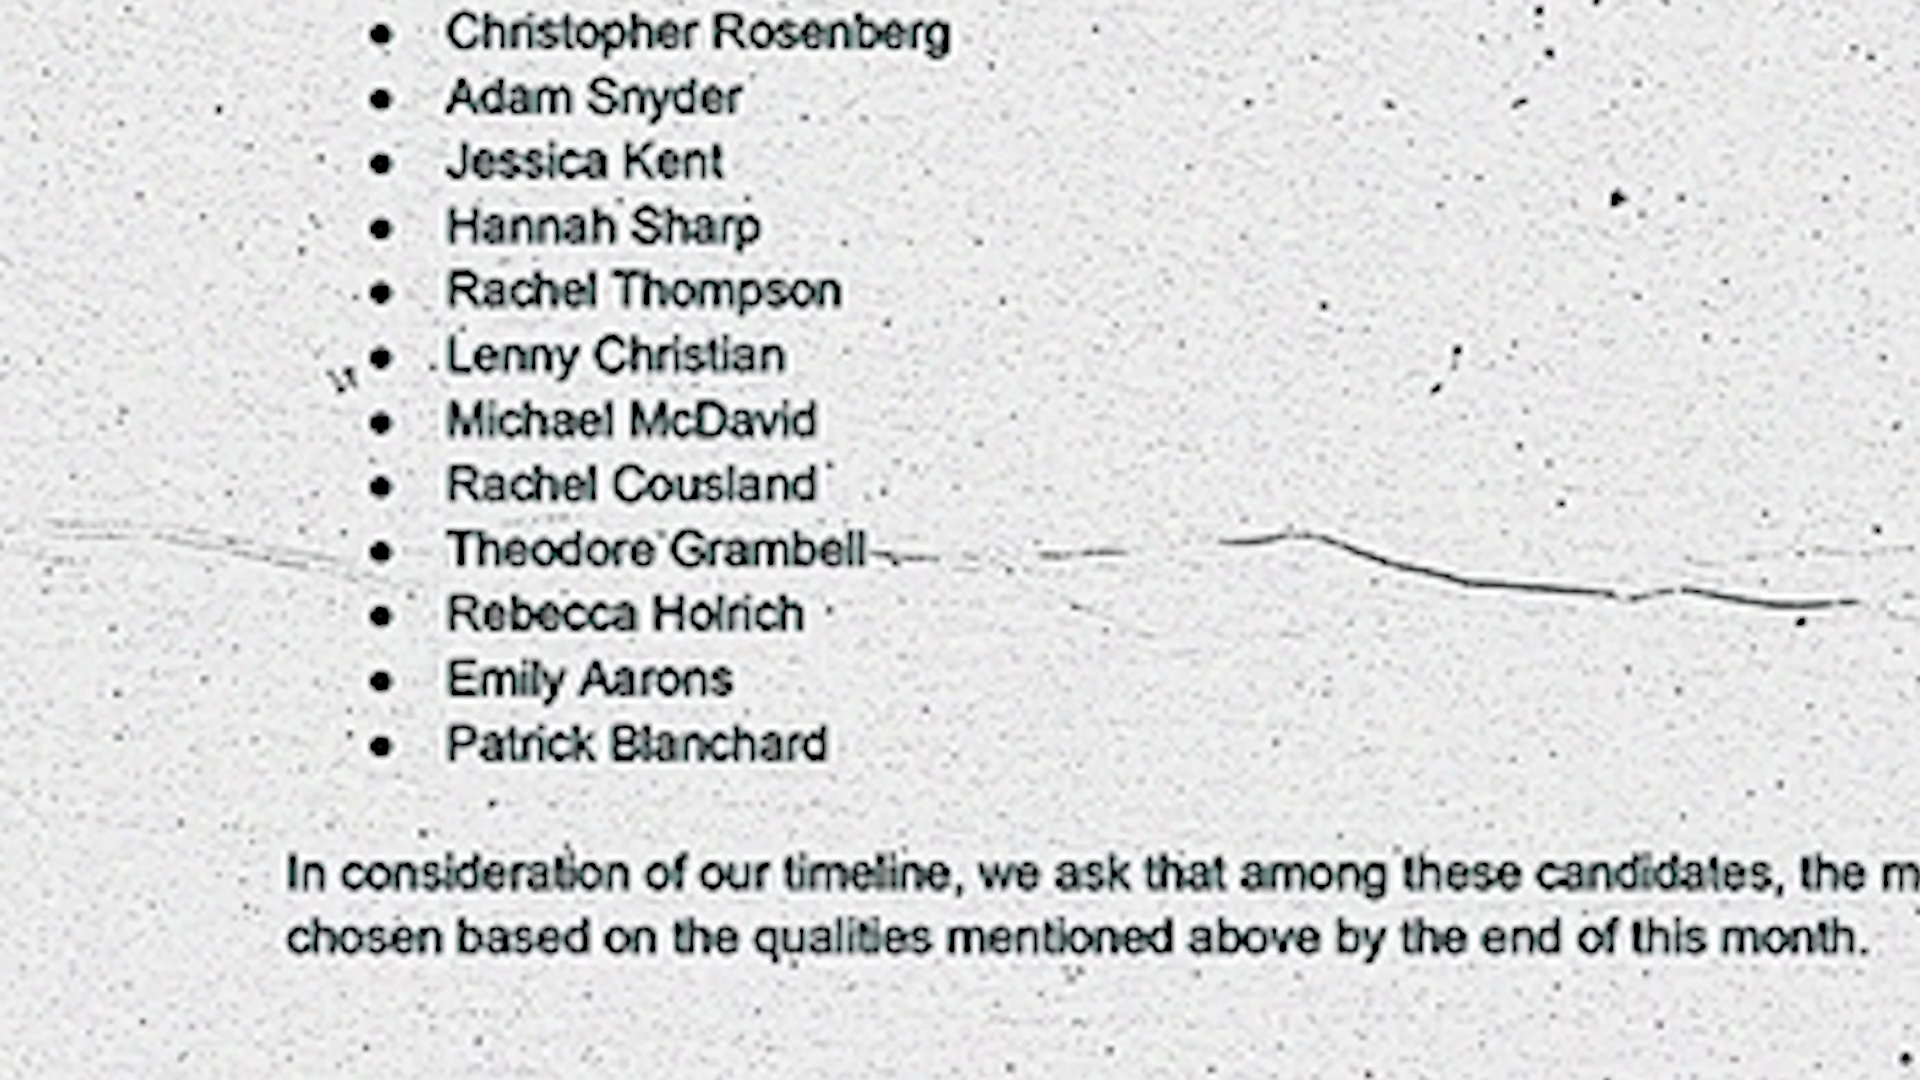 • Christopher Rosenberg
• Adam Snyder
• Jessica Kent
• Hannah Sharp
• Rachel Thompson
• Lenny Christian
• Michael McDavid
• Rachel Cousland
• Theodore Grambell
• Rebecca Holrich
• Emily Aarons
• Patrick Blanchard
In consideration of our timeline, we ask that among these candidates, the m
chosen based on the qualities mentioned above by the end of this month.